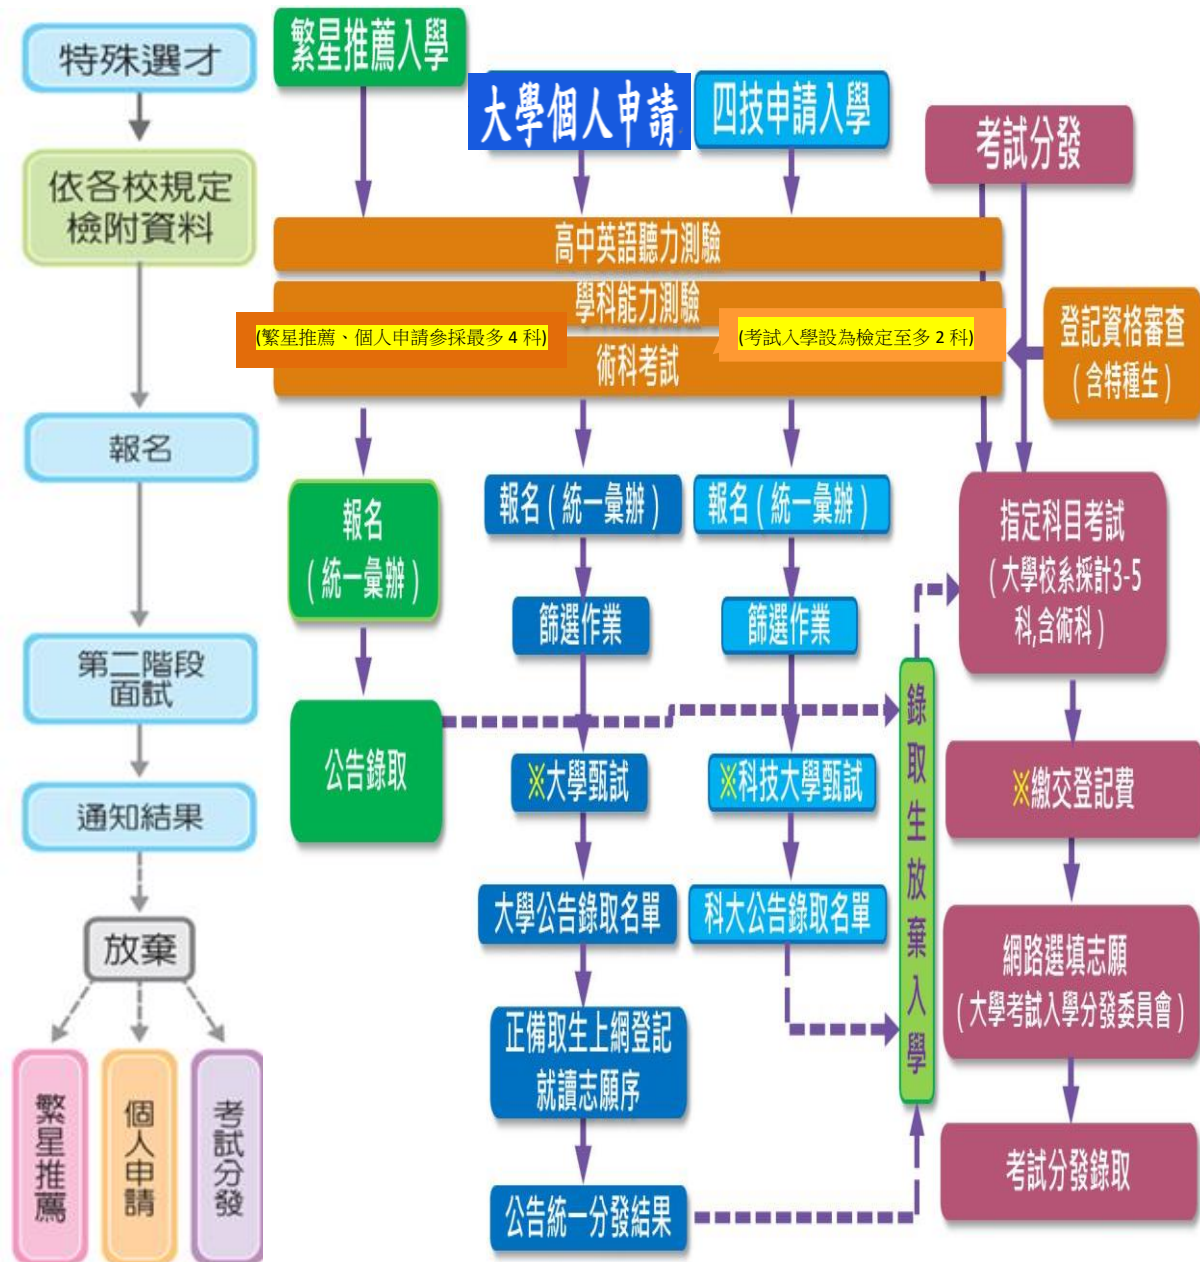 特殊選才
依各校規定
檢附資料
報名
第二階段
面試
通知結果
放棄
繁星推薦
個人申請
考試分發
繁星推薦入學
大學個人申請
四技申請入學
考試分發
高中英語聽力測驗
學科能力測驗
(繁星推薦、個人申請參採最多 4 科)
(考試入學設為檢定至多 2 科)
術科考試
登記資格審查
(含特種生)
報名
(統一彙辦)
公告錄取
報名(統一彙辦)
篩選作業
※大學甄試
大學公告錄取名單
正備取生上網登記
就讀志願序
公告統一分發結果
報名(統一彙辦)
篩選作業
※科技大學甄試
科大公告錄取名單
錄取生放棄入學
指定科目考試
(大學校系採計3-5
科,含術科)
※繳交登記費
網路選填志願
(大學考試入學分發委員會)
考試分發錄取